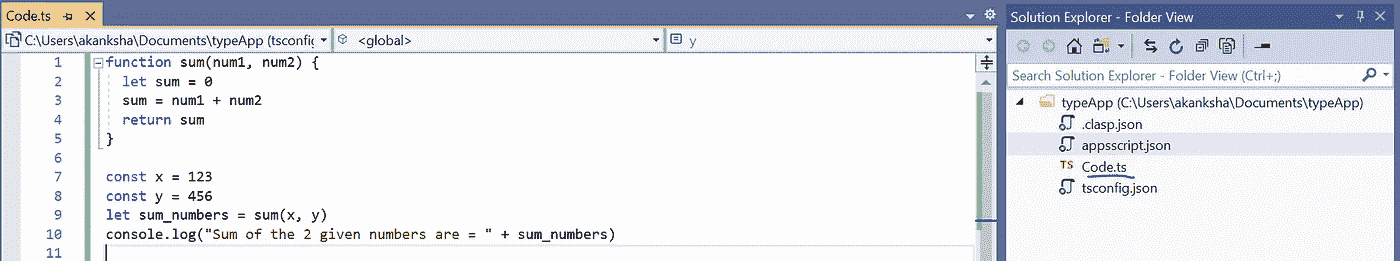 Code.ts
C:\Users\akanksha\Documents\typeApp (tsconfig
<global>
y
1 function sum(num1, num2) {
2 let sum = 0
3 sum = num1 + num2
4 return sum
5 }
6
7 const x = 123
8 const y = 456
9 let sum_numbers = sum(x, y)
10 console.log("Sum of the 2 given numbers are = " + sum_numbers)
11
Solution Explorer - Folder View
Search Solution Explorer - Folder View (Ctrl+;)
typeApp (C:\Users\akanksha\Documents\typeApp)
.clasp.json
appsscript.json
TS Code.ts
tsconfig.json